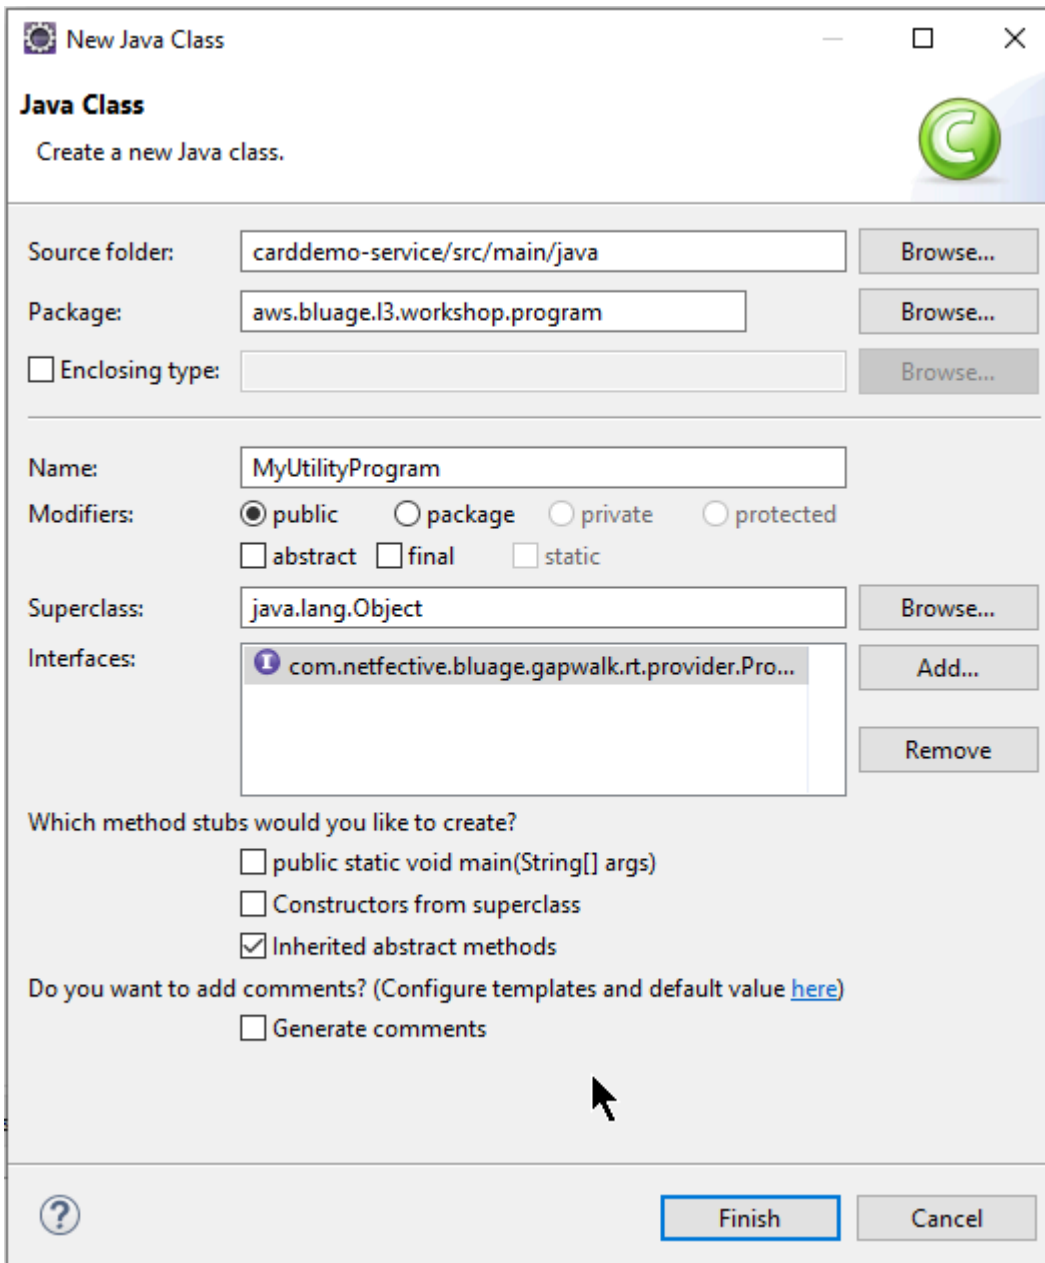 New Java Class
Java Class
Create a new Java class.
Source folder: carddemo-service/src/main/java Browse...
Package: aws.bluage.l3.workshop.program Browse...
Enclosing type: Browse...
Name: MyUtilityProgram
Modifiers: public package private protected
abstract final static
Superclass: java.lang.Object Browse...
Interfaces: com.netfective.bluage.gapwalk.rt.provider.Pro... Add...
Remove
Which method stubs would you like to create?
public static void main(String[] args)
Constructors from superclass
Inherited abstract methods
Do you want to add comments? (Configure templates and default value here)
Generate comments
Finish Cancel